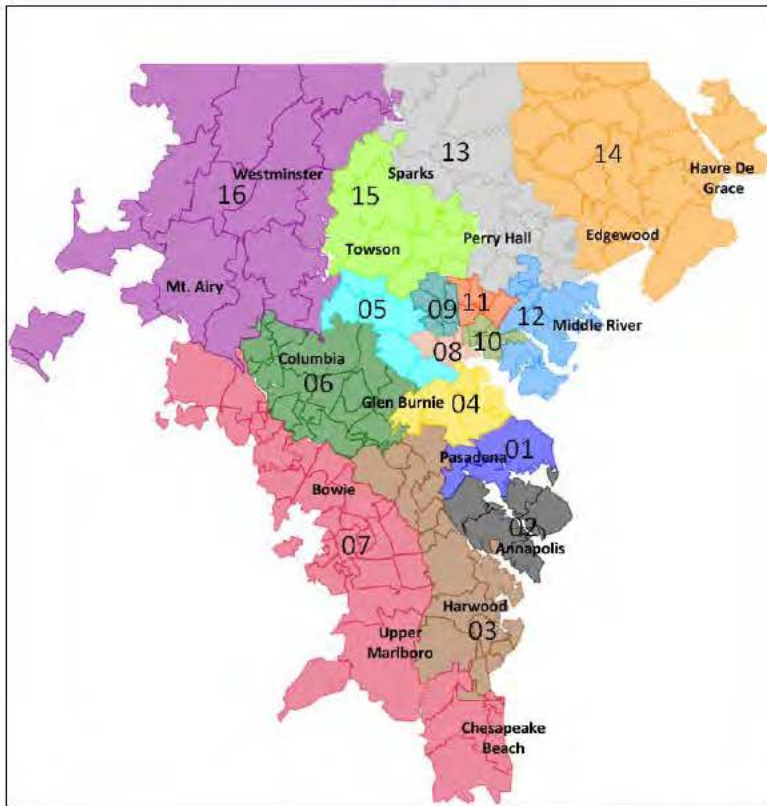 13
14
Havre De
Grace
Westminster
Sparks
16
15
Towson
Perry Hall
Edgewood
Mt. Airy
05
09
11
12
Middle River
10
08
Columbia
06
Glen Burnie
04
Pasadena
01
Bowie
02
Annapolis
07
Harwood
03
Upper
Marlboro
Chesapeake
Beach